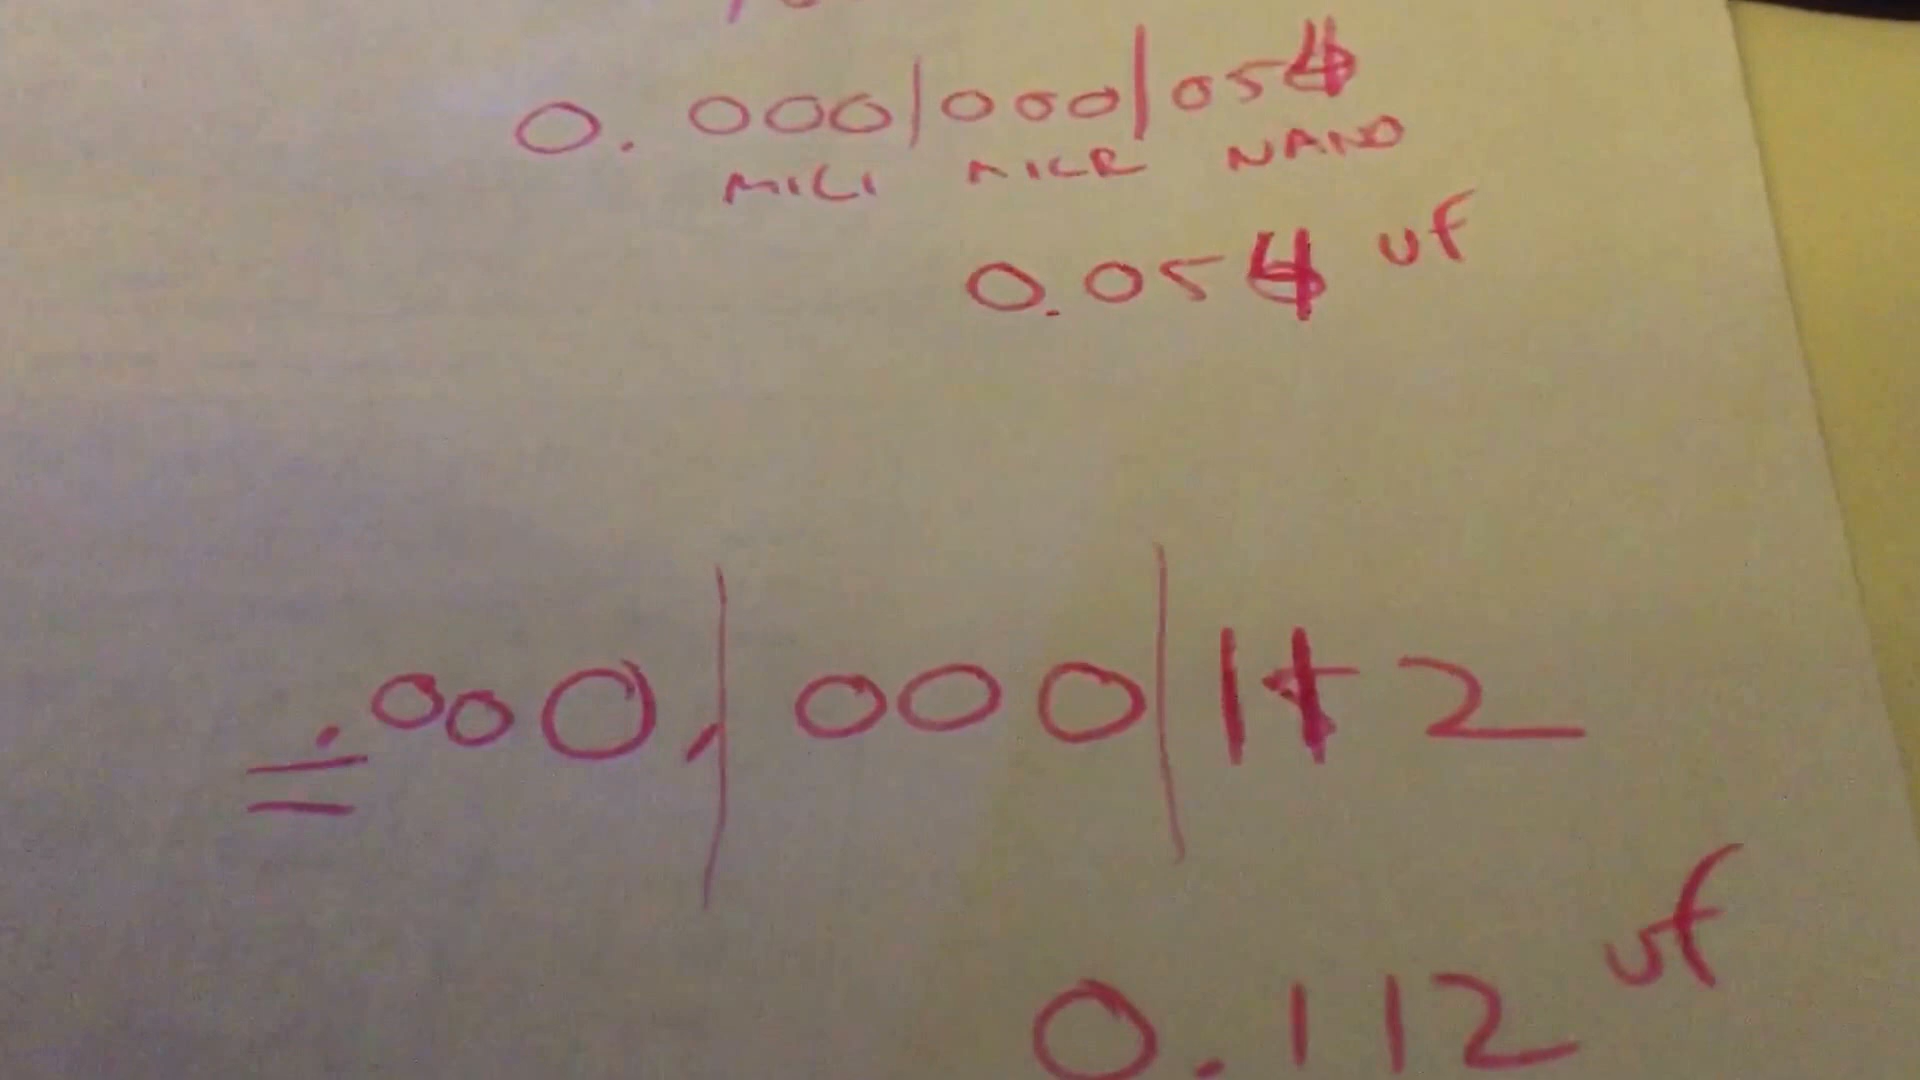 0.000|000|054
MILI MICR NANO
0.054 uf
=.000,|000|112
0.112 uf